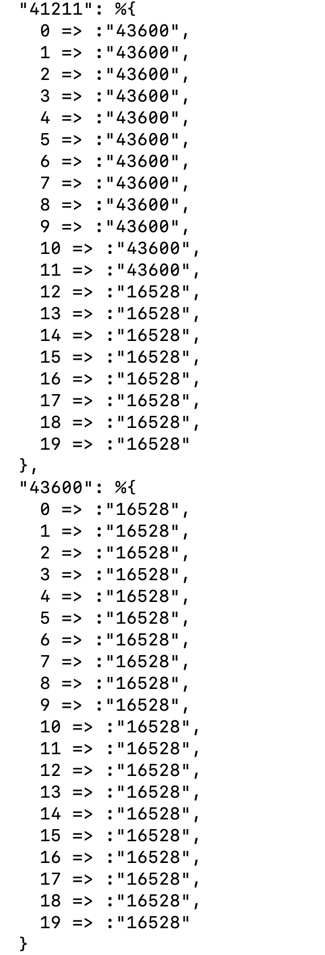 "41211": %{
0 => :"43600",
1 => :"43600",
2 => :"43600",
3 => :"43600",
4 => :"43600",
5 => :"43600",
6 => :"43600",
7 => :"43600",
8 => :"43600",
9 => :"43600",
10 => :"43600",
11 => :"43600",
12 => :"16528",
13 => :"16528",
14 => :"16528",
15 => :"16528",
16 => :"16528",
17 => :"16528",
18 => :"16528",
19 => :"16528"
},
"43600": %{
0 => :"16528",
1 => :"16528",
2 => :"16528",
3 => :"16528",
4 => :"16528",
5 => :"16528",
6 => :"16528",
7 => :"16528",
8 => :"16528",
9 => :"16528",
10 => :"16528",
11 => :"16528",
12 => :"16528",
13 => :"16528",
14 => :"16528",
15 => :"16528",
16 => :"16528",
17 => :"16528",
18 => :"16528",
19 => :"16528"
}